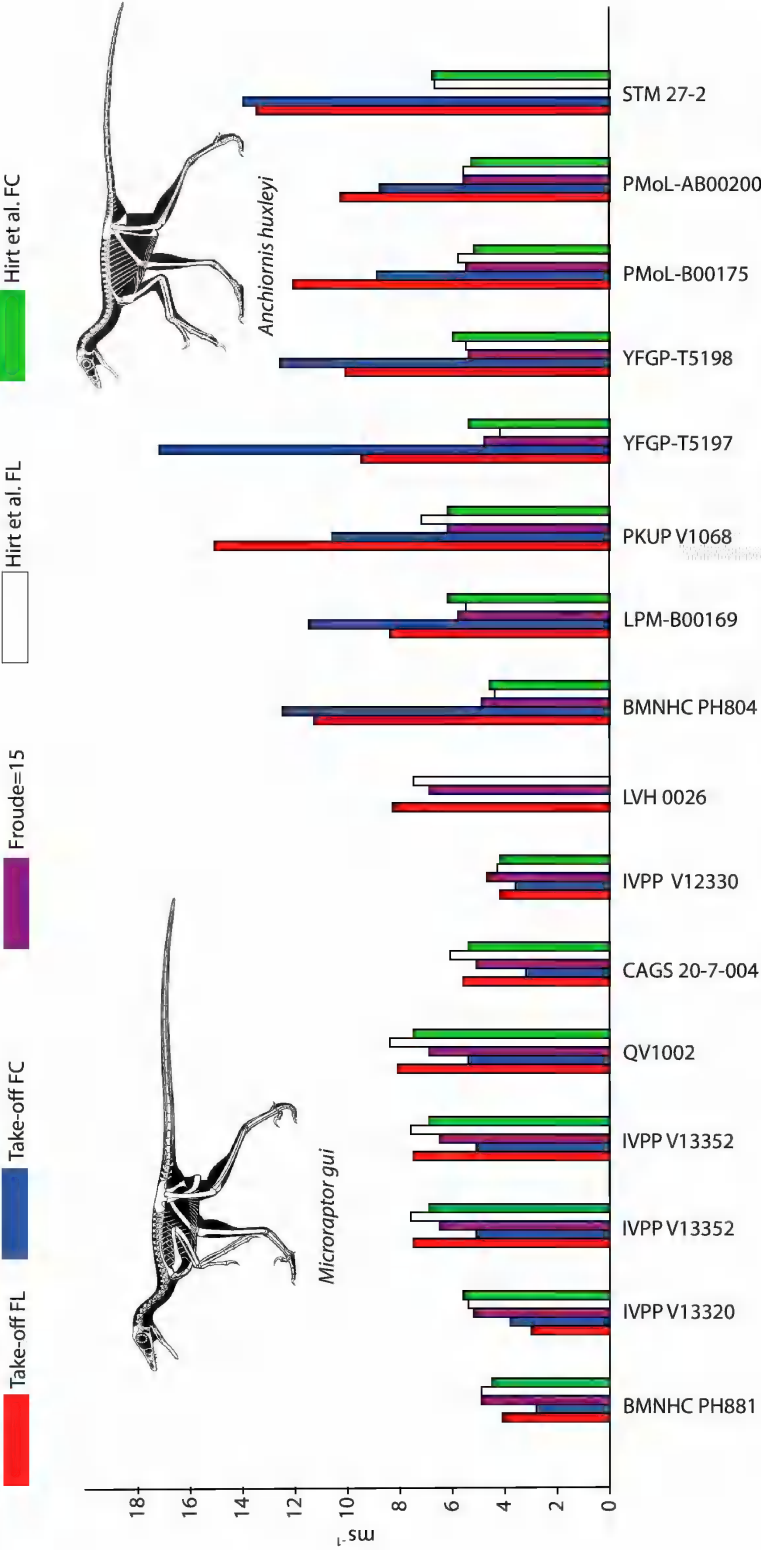 Take-off FL
Take-off FC
Froude=15
Hirt et al. FL
Hirt et al. FC
Anchiornis huxleyi
Microraptor gui
STM 27-2
PMoL-AB00200
PMoL-B00175
YFGP-T5198
YFGP-T5197
PKUP V1068
LPM-B00169
BMNHC PH804
LVH 0026
IVPP V12330
CAGS 20-7-004
QV1002
IVPP V13352
IVPP V13352
IVPP V13320
BMNHC PH881
18
16
14
12
10
8
6
4
2
0
ms-1